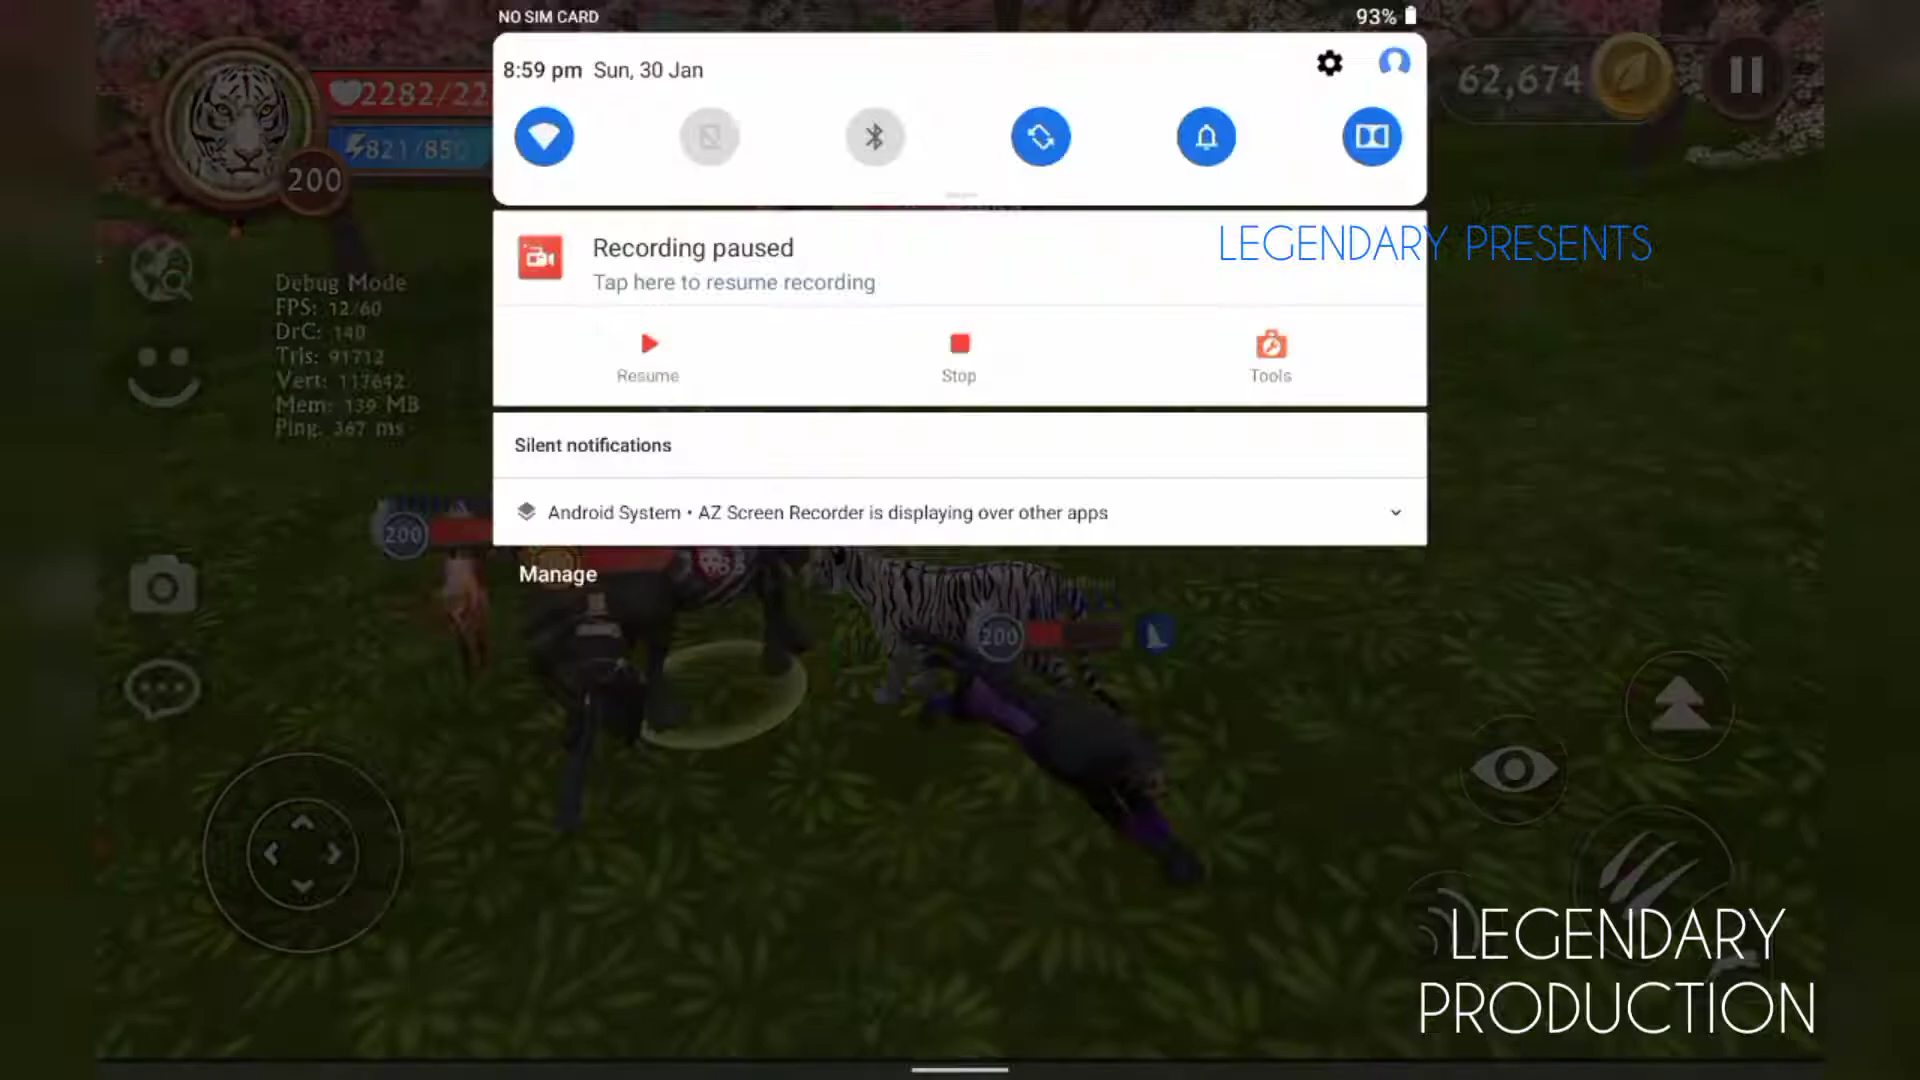 NO SIM CARD
93%
8:59 pm Sun, 30 Jan
2282/22
821/850
200
62,674
Recording paused
Tap here to resume recording
LEGENDARY PRESENTS
Debug Mode
FPS: 12/60
DrC: 140
Tris: 91712
Vert: 117642
Mem: 139 MB
Ping: 367 ms
Resume
Stop
Tools
Silent notifications
Android System • AZ Screen Recorder is displaying over other apps
200
Manage
200
LEGENDARY
PRODUCTION